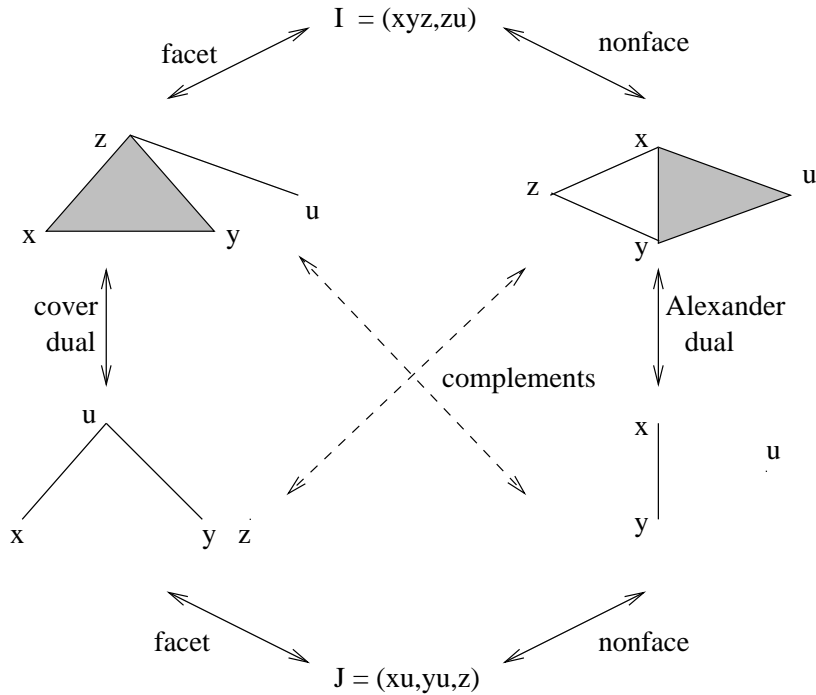 I = (xyz,zu)
facet
nonface
z
x
y
u
x
z
u
y
cover
dual
Alexander
dual
complements
u
x
y
z
x
u
y
facet
nonface
J = (xu,yu,z)